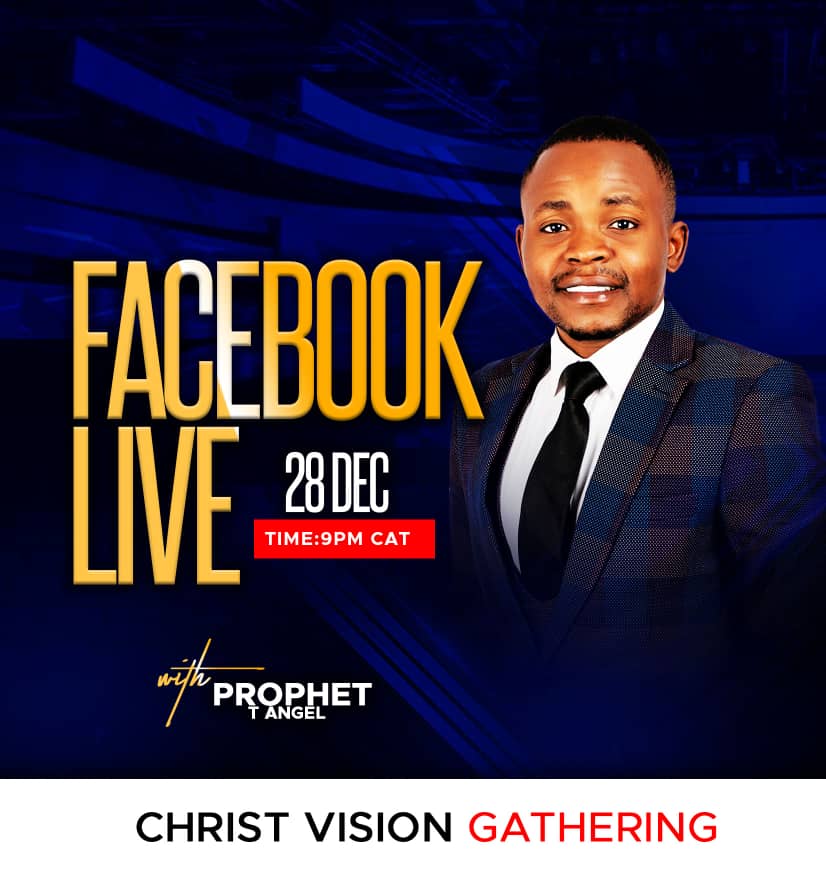 FACEBOOK
LIVE
28 DEC
TIME:9PM CAT
with
PROPHET
T ANGEL
CHRIST VISION GATHERING